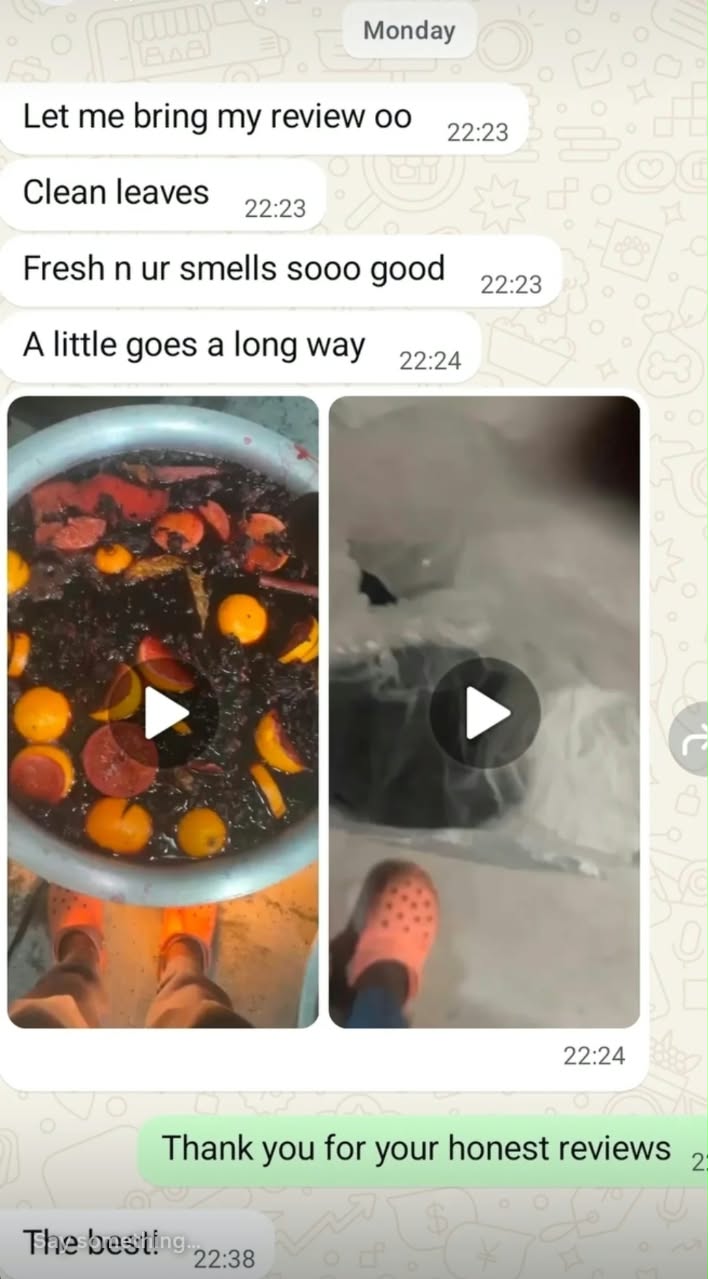 Monday
Let me bring my review oo 22:23
Clean leaves 22:23
Fresh n ur smells sooo good 22:23
A little goes a long way 22:24
22:24
Thank you for your honest reviews
The best!
Say something...
22:38